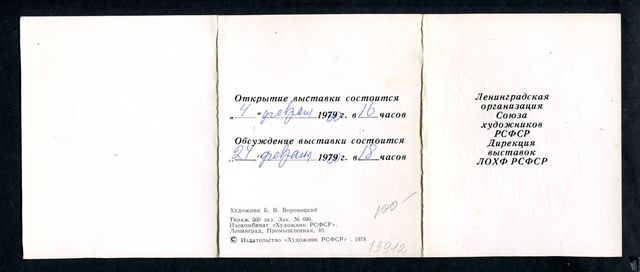 Открытие выставки состоится
„ 4 “ февраля 1979 г. в 16 часов
Обсуждение выставки состоится
„ 24 “ февраля 1979 г. в 18 часов
Художник Б. В. Воронецкий
Тираж 500 экз. Зак. № 696.
Изокомбинат «Художник РСФСР».
Ленинград, Промышленная, 40.
© Издательство «Художник РСФСР». 1978
100-
13912
Ленинградская
организация
Союза
художников
РСФСР
Дирекция
выставок
ЛОХФ РСФСР